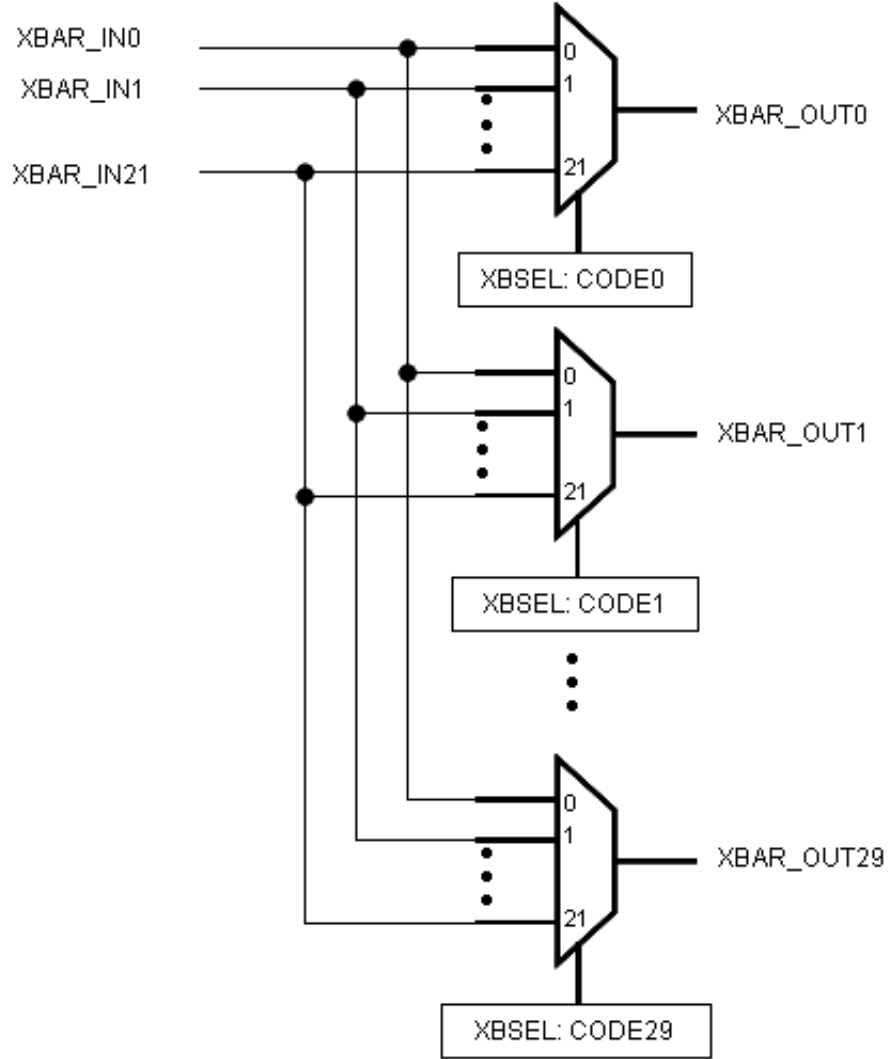 XBAR_IN0
0
XBAR_IN1
1
XBAR_OUT0
XBAR_IN21
21
XBSEL: CODE0
0
1
XBAR_OUT1
21
XBSEL: CODE1
0
1
XBAR_OUT29
21
XBSEL: CODE29